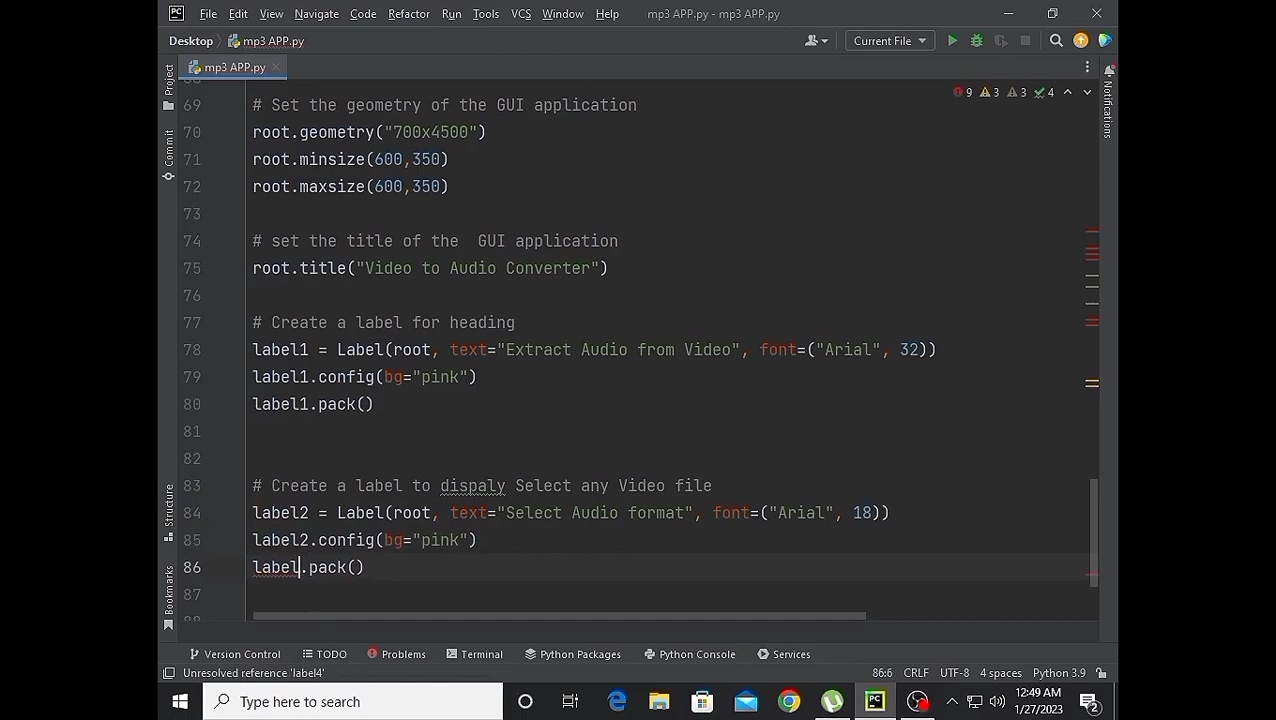 PC File Edit View Navigate Code Refactor Run Tools VCS Window Help mp3 APP.py - mp3 APP.py
Desktop mp3 APP.py Current File
mp3 APP.py
Project
Commit
Structure
Bookmarks
Notifications
9 3 3 4
69 # Set the geometry of the GUI application
70 root.geometry("700x4500")
71 root.minsize(600,350)
72 root.maxsize(600,350)
73
74 # set the title of the  GUI application
75 root.title("Video to Audio Converter")
76
77 # Create a label for heading
78 label1 = Label(root, text="Extract Audio from Video", font=("Arial", 32))
79 label1.config(bg="pink")
80 label1.pack()
81
82
83 # Create a label to dispaly Select any Video file
84 label2 = Label(root, text="Select Audio format", font=("Arial", 18))
85 label2.config(bg="pink")
86 label.pack()
87
Version Control TODO Problems Terminal Python Packages Python Console Services
Unresolved reference 'label4' 86:6 CRLF UTF-8 4 spaces Python 3.9
Type here to search PC 12:49 AM
1/27/2023 2